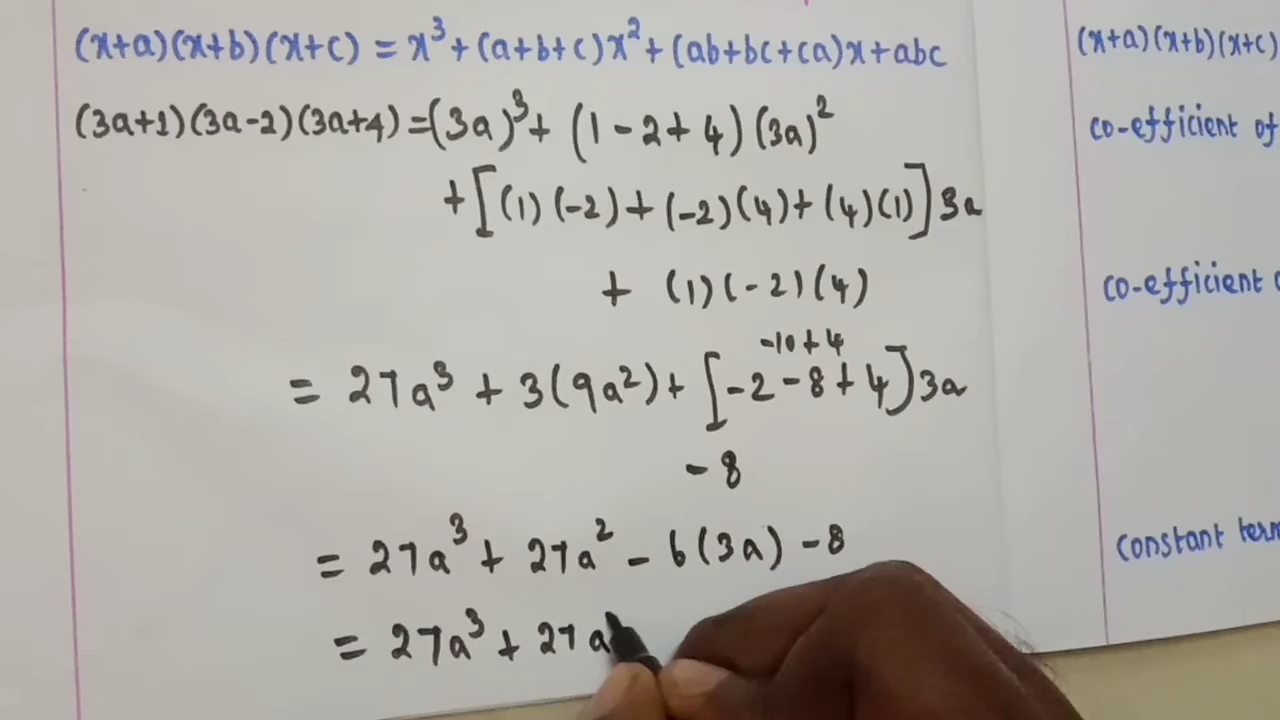 (x+a)(x+b)(x+c) = x³+(a+b+c)x²+(ab+bc+ca)x+abc
(3a+1)(3a-2)(3a+4)=(3a)³+ (1-2+4)(3a)²
+[(1)(-2)+(-2)(4)+(4)(1)]3a
+ (1)(-2)(4)
-10+4
= 27a³ + 3(9a²)+ [-2-8+4]3a
-8
= 27a³ + 27a² - 6(3a) -8
= 27a³ + 27a
(x+a)(x+b)(x+c)
co-efficient of
co-efficient
constant